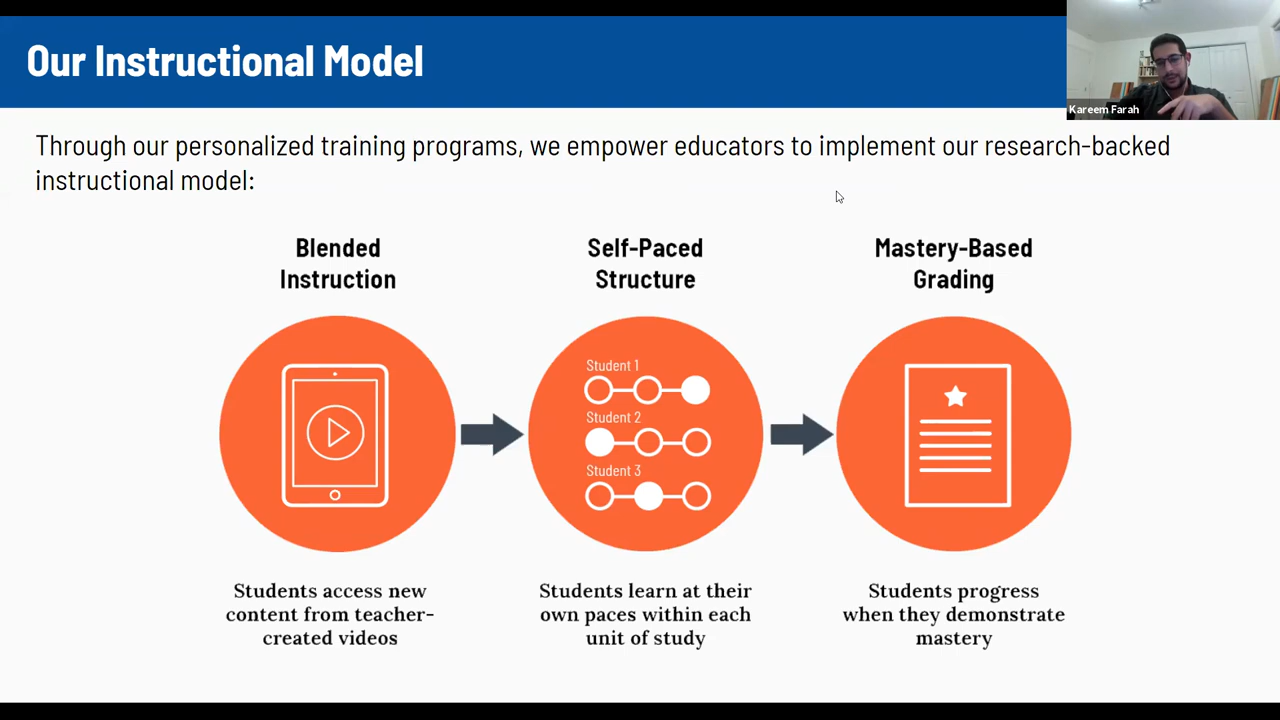 Our Instructional Model
Kareem Farah
Through our personalized training programs, we empower educators to implement our research-backed
instructional model:
Blended
Instruction
Self-Paced
Structure
Mastery-Based
Grading
Student 1
Student 2
Student 3
Students access new
content from teacher-
created videos
Students learn at their
own paces within each
unit of study
Students progress
when they demonstrate
mastery